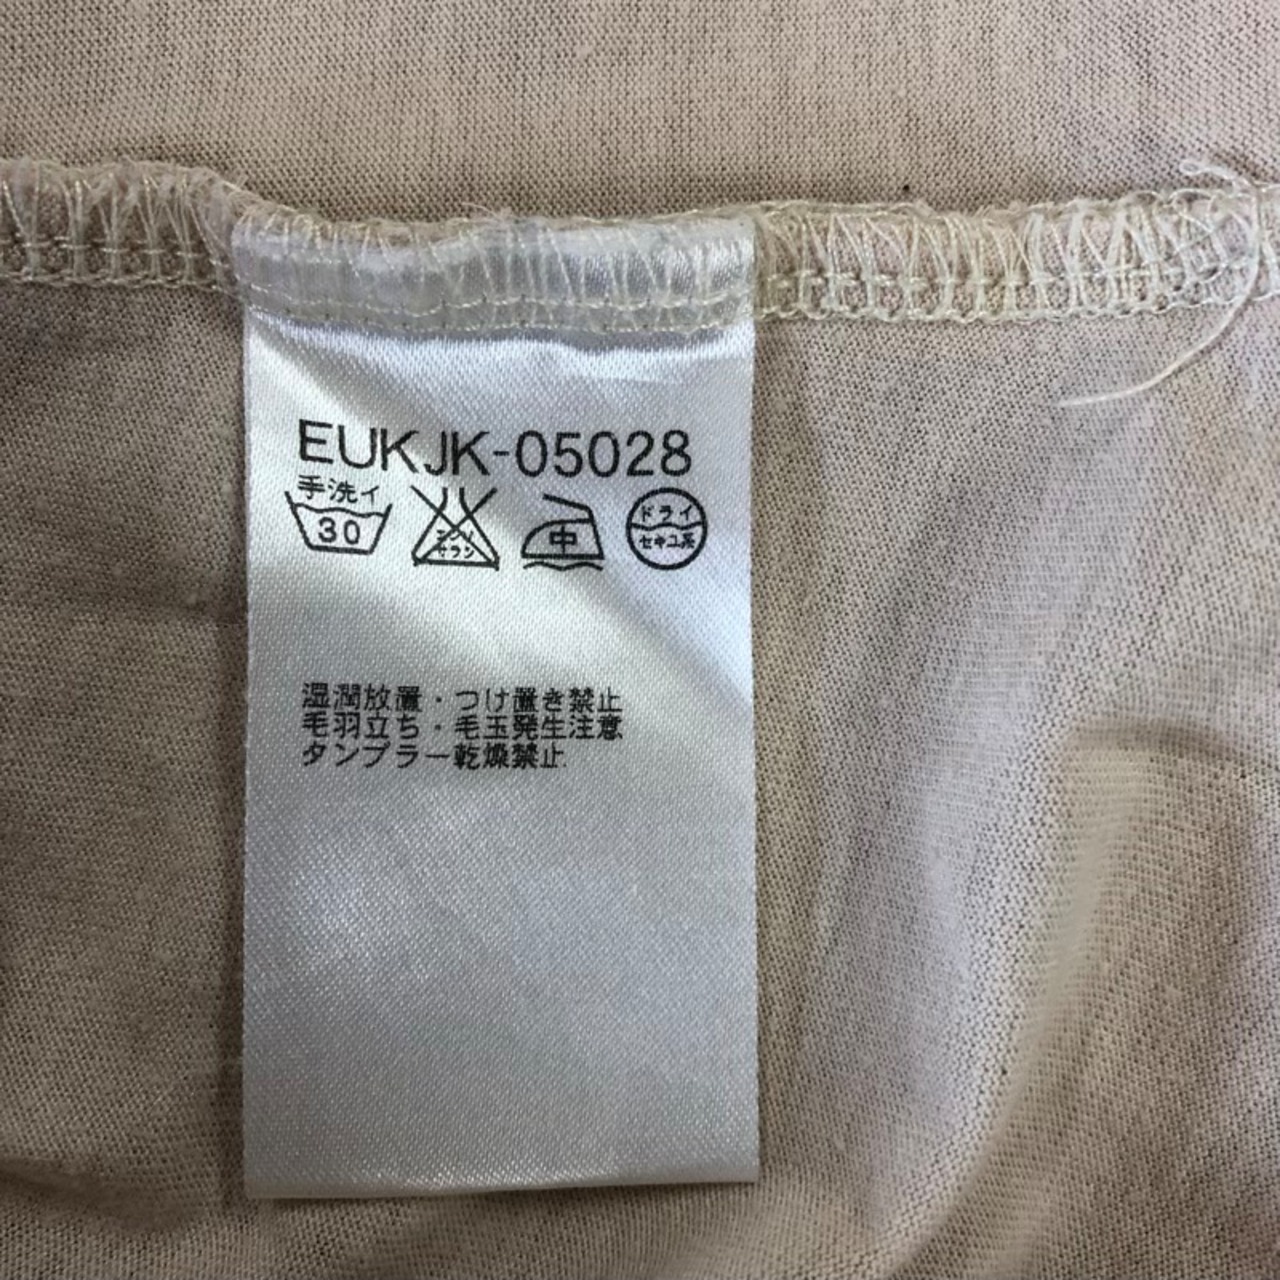 EUKJK-05028
手洗イ
30 エンソサラシ 中 ドライ セキユ系
湿潤放置・つけ置き禁止
毛羽立ち・毛玉発生注意
タンブラー乾燥禁止